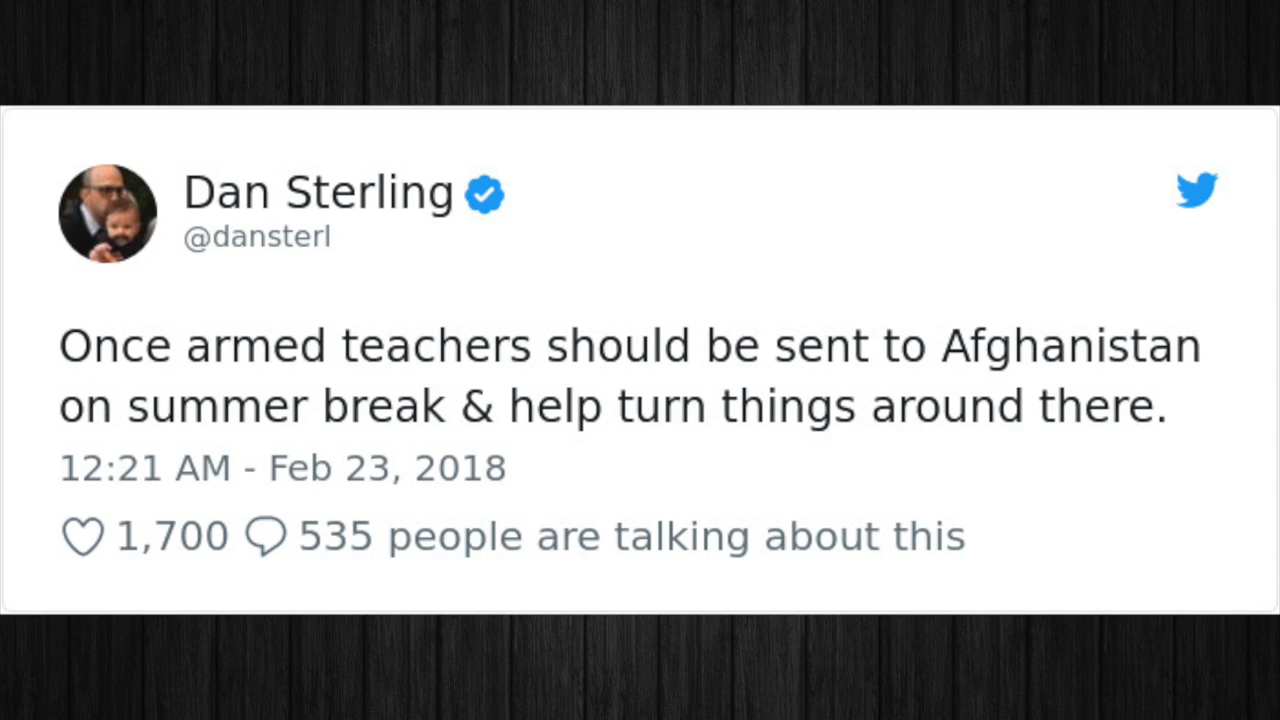 Dan Sterling
@dansterl
Once armed teachers should be sent to Afghanistan
on summer break & help turn things around there.
12:21 AM - Feb 23, 2018
1,700 535 people are talking about this